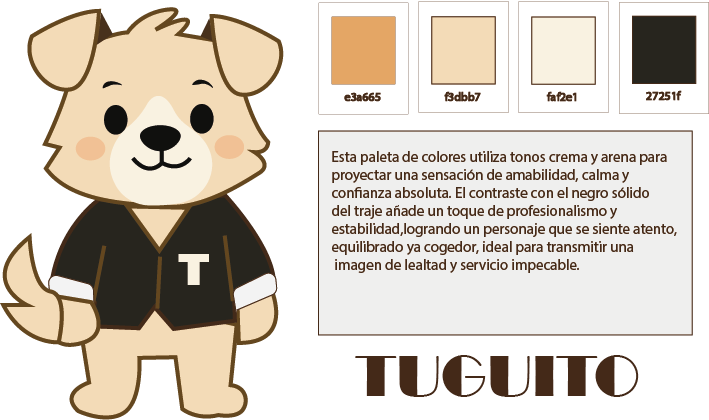 e3a665 f3dbb7 faf2e1 27251f
Esta paleta de colores utiliza tonos crema y arena para
proyectar una sensación de amabilidad, calma y
confianza absoluta. El contraste con el negro sólido
del traje añade un toque de profesionalismo y
estabilidad,logrando un personaje que se siente atento,
equilibrado ya cogedor, ideal para transmitir una
imagen de lealtad y servicio impecable.
T
TUGUITO